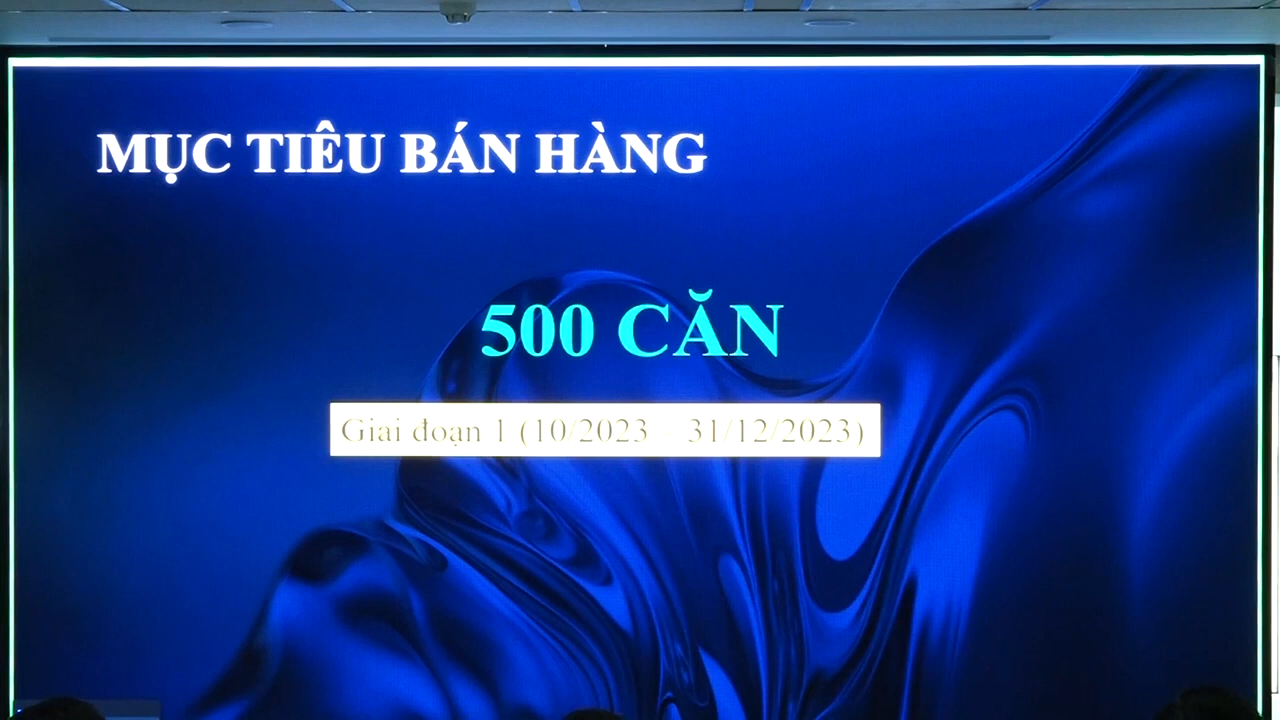 MỤC TIÊU BÁN HÀNG
500 CĂN
Giai đoạn 1 (10/2023 – 31/12/2023)